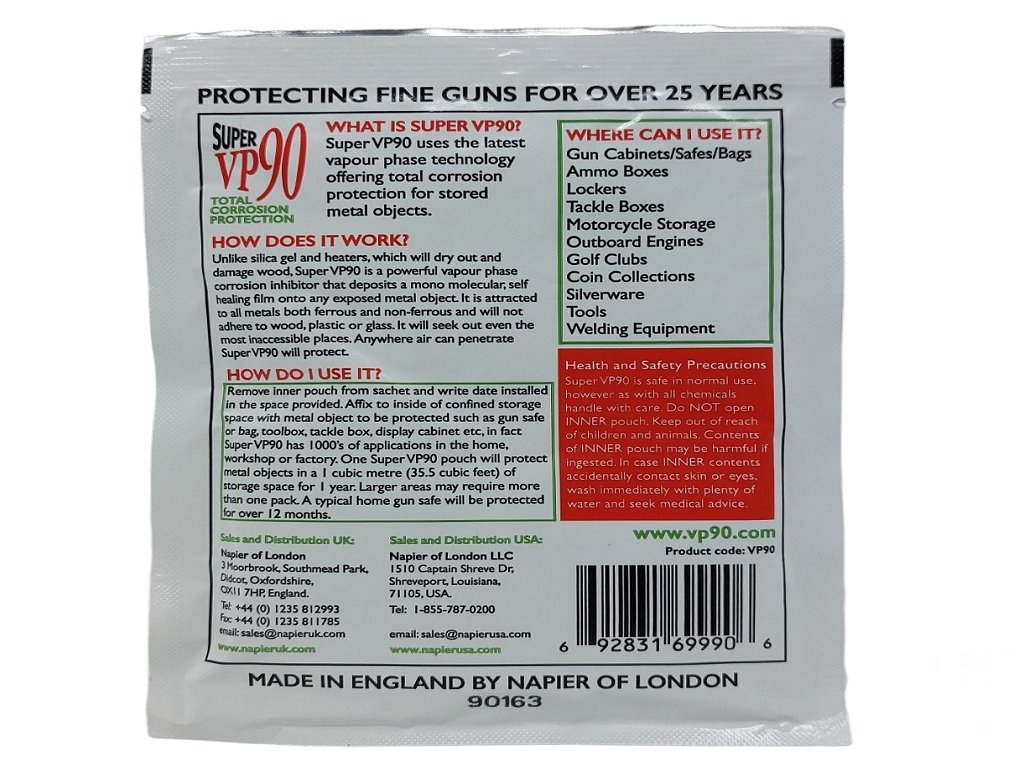 PROTECTING FINE GUNS FOR OVER 25 YEARS
SUPER
VP90
TOTAL
CORROSION
PROTECTION
WHAT IS SUPER VP90?
Super VP90 uses the latest
vapour phase technology
offering total corrosion
protection for stored
metal objects.
HOW DOES IT WORK?
Unlike silica gel and heaters, which will dry out and
damage wood, Super VP90 is a powerful vapour phase
corrosion inhibitor that deposits a mono molecular, self
healing film onto any exposed metal object. It is attracted
to all metals both ferrous and non-ferrous and will not
adhere to wood, plastic or glass. It will seek out even the
most inaccessible places. Anywhere air can penetrate
Super VP90 will protect.
HOW DO I USE IT?
Remove inner pouch from sachet and write date installed
in the space provided. Affix to inside of confined storage
space with metal object to be protected such as gun safe
or bag, toolbox, tackle box, display cabinet etc, in fact
Super VP90 has 1000's of applications in the home,
workshop or factory. One Super VP90 pouch will protect
metal objects in a 1 cubic metre (35.5 cubic feet) of
storage space for 1 year. Larger areas may require more
than one pack. A typical home gun safe will be protected
for over 12 months.
WHERE CAN I USE IT?
Gun Cabinets/Safes/Bags
Ammo Boxes
Lockers
Tackle Boxes
Motorcycle Storage
Outboard Engines
Golf Clubs
Coin Collections
Silverware
Tools
Welding Equipment
Health and Safety Precautions
Super VP90 is safe in normal use,
however as with all chemicals
handle with care. Do NOT open
INNER pouch. Keep out of reach
of children and animals. Contents
of INNER pouch may be harmful if
ingested. In case INNER contents
accidentally contact skin or eyes,
wash immediately with plenty of
water and seek medical advice.
Sales and Distribution UK:
Napier of London
3 Moorbrook, Southmead Park,
Didcot, Oxfordshire,
OX11 7HP, England.
Tel: +44 (0) 1235 812993
Fax: +44 (0) 1235 811785
email: sales@napieruk.com
www.napieruk.com
Sales and Distribution USA:
Napier of London LLC
1510 Captain Shreve Dr,
Shreveport, Louisiana,
71105, USA.
Tel: 1-855-787-0200
email: sales@napierusa.com
www.napierusa.com
www.vp90.com
Product code: VP90
6 92831 69990 6
MADE IN ENGLAND BY NAPIER OF LONDON
90163